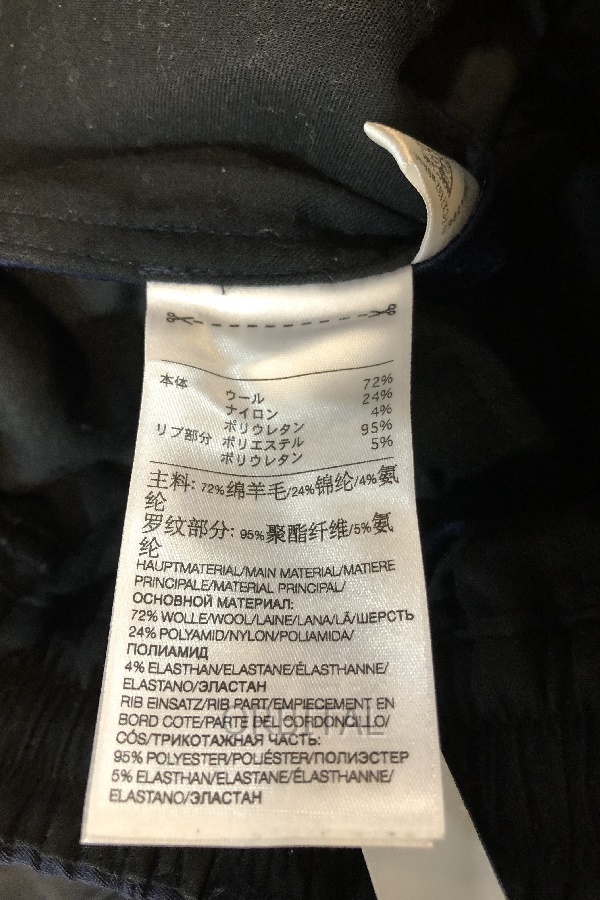 本体 ウール 72%
ナイロン 24%
ポリウレタン 4%
リブ部分 ポリエステル 95%
ポリウレタン 5%
主料: 72%绵羊毛/24%锦纶/4%氨
纶
罗纹部分: 95%聚酯纤维/5%氨
纶
HAUPTMATERIAL/MAIN MATERIAL/MATIERE
PRINCIPALE/MATERIAL PRINCIPAL/
ОСНОВНОЙ МАТЕРИАЛ:
72% WOLLE/WOOL/LAINE/LANA/LÃ/ШЕРСТЬ
24% POLYAMID/NYLON/POLIAMIDA/
ПОЛИАМИД
4% ELASTHAN/ELASTANE/ÉLASTHANNE/
ELASTANO/ЭЛАСТАН
RIB EINSATZ/RIB PART/EMPIECEMENT EN
BORD COTE/PARTE DEL CORDONCILLO/
CÓS/ТРИКОТАЖНАЯ ЧАСТЬ:
95% POLYESTER/POLIÉSTER/ПОЛИЭСТЕР
5% ELASTHAN/ELASTANE/ÉLASTHANNE/
ELASTANO/ЭЛАСТАН